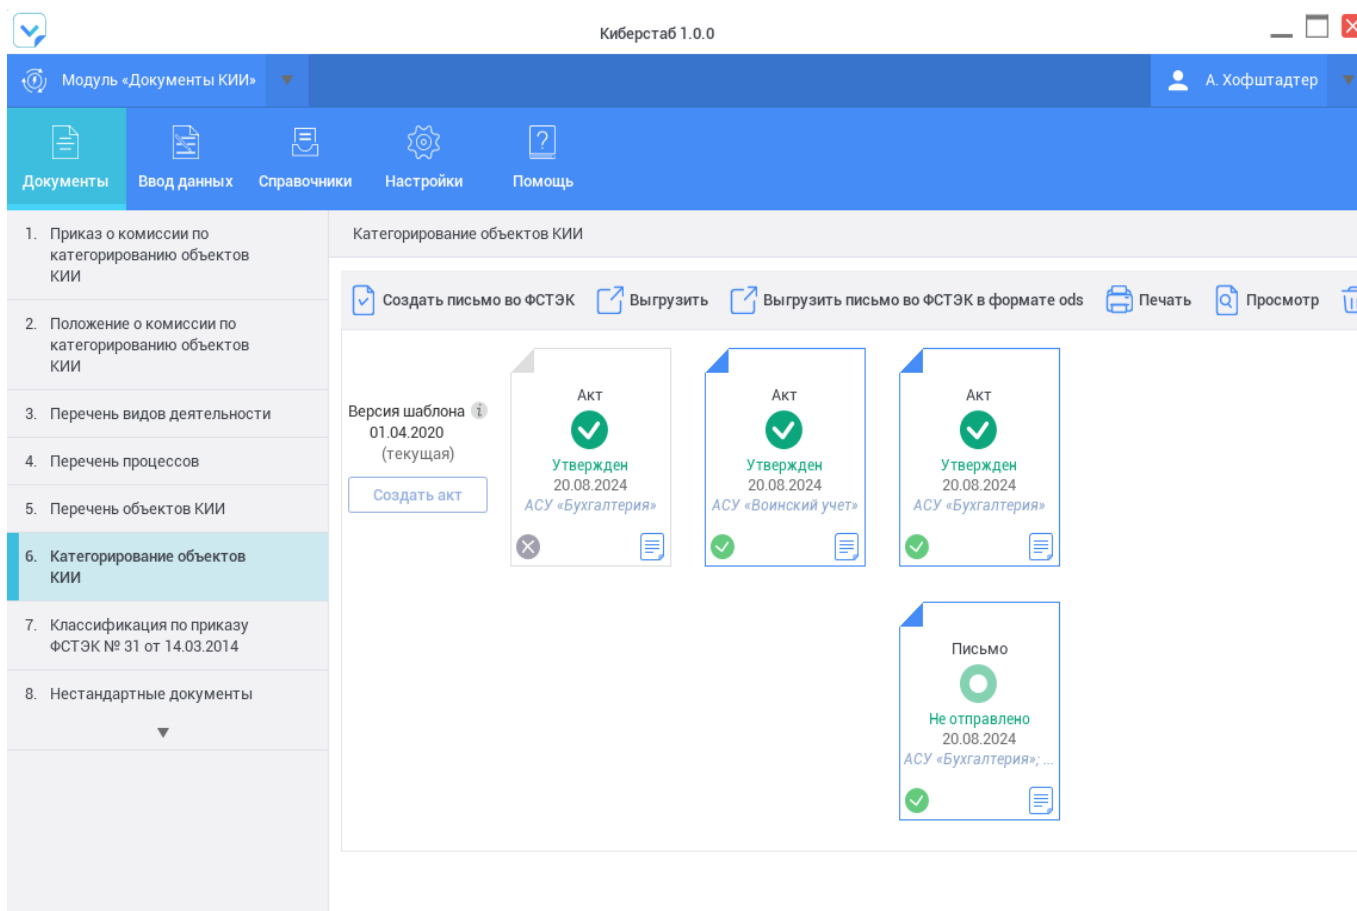 Киберстаб 1.0.0
Модуль «Документы КИИ»
А. Хофштадтер
Документы
Ввод данных
Справочники
Настройки
Помощь
1. Приказ о комиссии по
категорированию объектов
КИИ
2. Положение о комиссии по
категорированию объектов
КИИ
3. Перечень видов деятельности
4. Перечень процессов
5. Перечень объектов КИИ
6. Категорирование объектов
КИИ
7. Классификация по приказу
ФСТЭК № 31 от 14.03.2014
8. Нестандартные документы
Категорирование объектов КИИ
Создать письмо во ФСТЭК
Выгрузить
Выгрузить письмо во ФСТЭК в формате ods
Печать
Просмотр
Версия шаблона
01.04.2020
(текущая)
Создать акт
Акт
Утвержден
20.08.2024
АСУ «Бухгалтерия»
Акт
Утвержден
20.08.2024
АСУ «Воинский учет»
Акт
Утвержден
20.08.2024
АСУ «Бухгалтерия»
Письмо
Не отправлено
20.08.2024
АСУ «Бухгалтерия»; ...